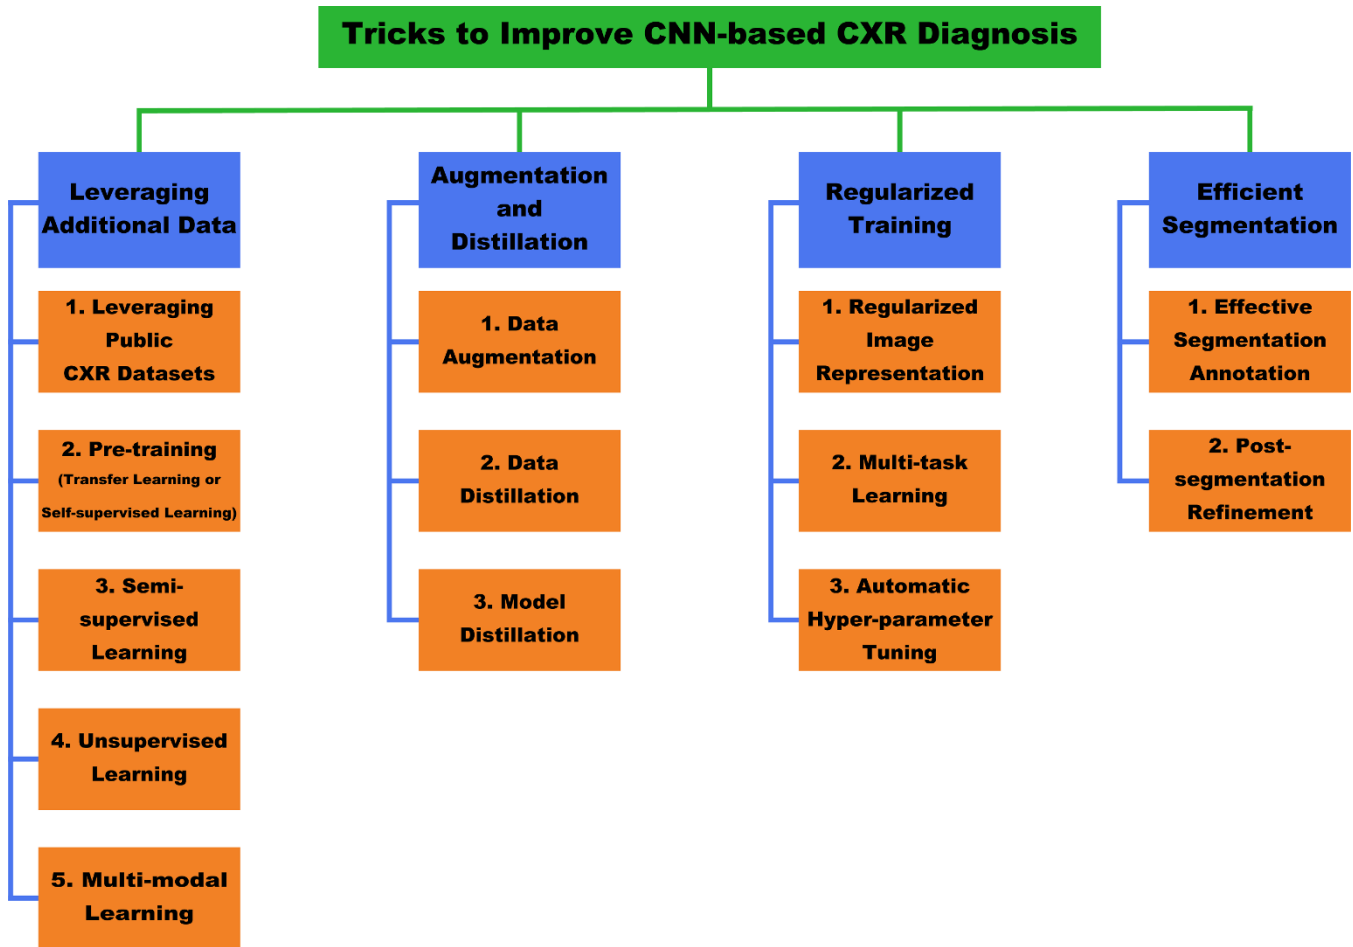 Tricks to Improve CNN-based CXR Diagnosis
Leveraging
Additional Data
1. Leveraging
Public
CXR Datasets
2. Pre-training
(Transfer Learning or
Self-supervised Learning)
3. Semi-
supervised
Learning
4. Unsupervised
Learning
5. Multi-modal
Learning
Augmentation
and
Distillation
1. Data
Augmentation
2. Data
Distillation
3. Model
Distillation
Regularized
Training
1. Regularized
Image
Representation
2. Multi-task
Learning
3. Automatic
Hyper-parameter
Tuning
Efficient
Segmentation
1. Effective
Segmentation
Annotation
2. Post-
segmentation
Refinement